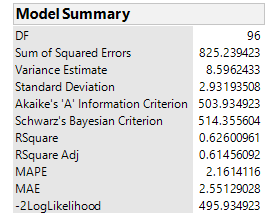 Model Summary
DF 96
Sum of Squared Errors 825.239423
Variance Estimate 8.5962433
Standard Deviation 2.93193508
Akaike's 'A' Information Criterion 503.934923
Schwarz's Bayesian Criterion 514.355604
RSquare 0.62600961
RSquare Adj 0.61456092
MAPE 2.1614116
MAE 2.55129028
-2LogLikelihood 495.934923